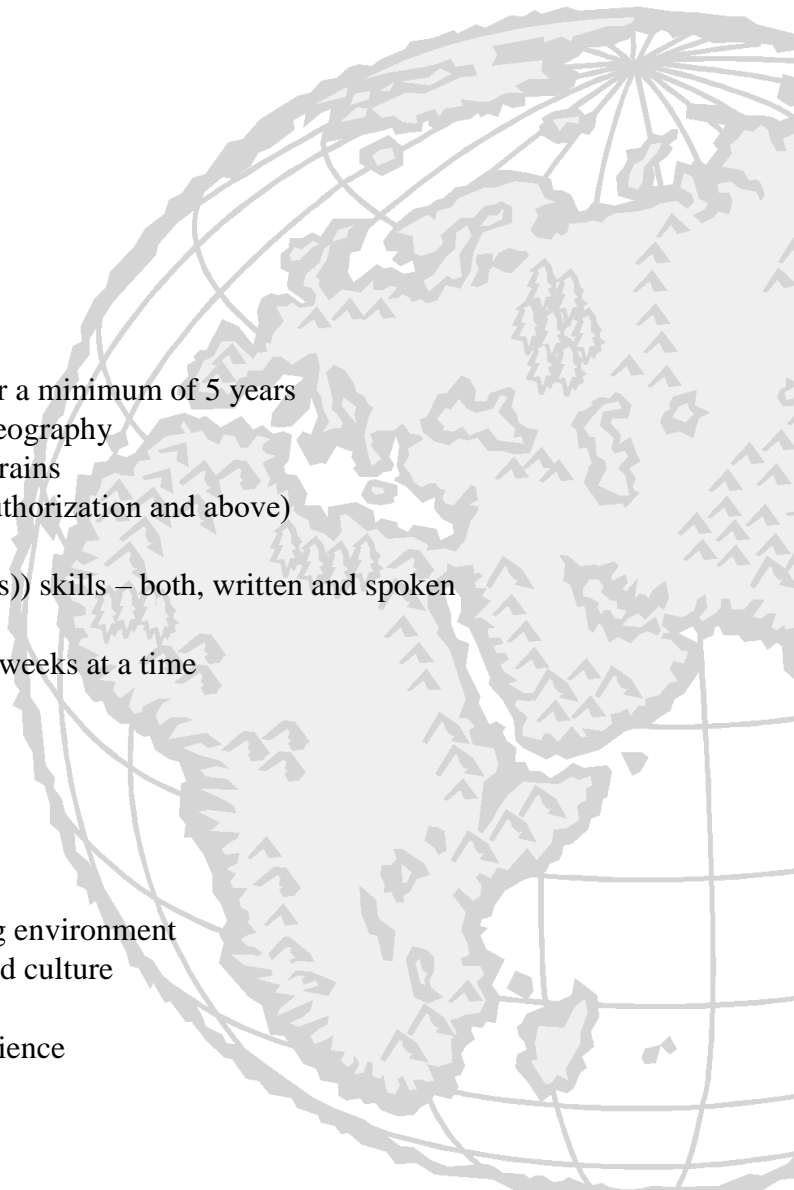 r a minimum of 5 years
eography
rains
uthorization and above)
s)) skills – both, written and spoken
weeks at a time
g environment
d culture
ience